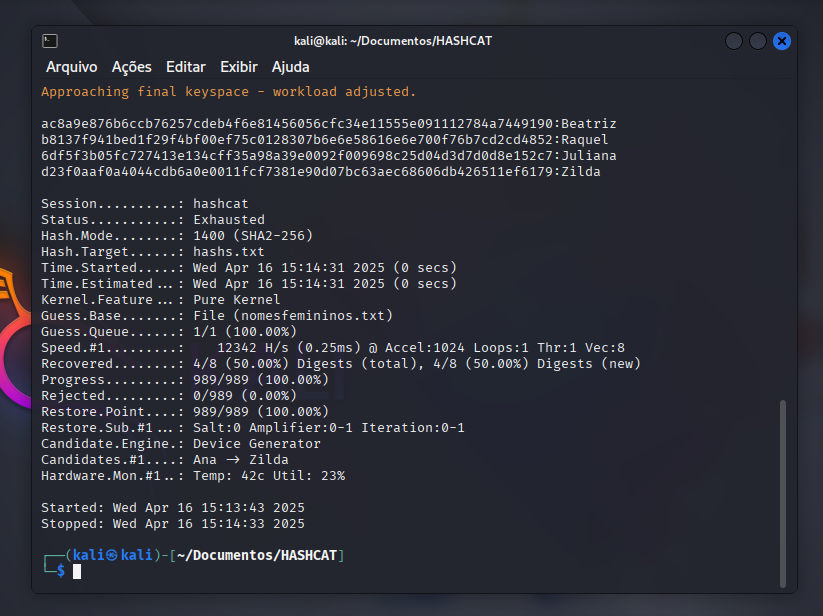 kali@kali: ~/Documentos/HASHCAT
Arquivo Ações Editar Exibir Ajuda
Approaching final keyspace - workload adjusted.
ac8a9e876b6ccb76257cdeb4f6e81456056cfc34e11555e091112784a7449190:Beatriz
b8137f941bed1f29f4bf00ef75c0128307b6e6e58616e6e700f76b7cd2cd4852:Raquel
6df5f3b05fc727413e134cff35a98a39e0092f009698c25d04d3d7d0d8e152c7:Juliana
d23f0aaf0a4044cdb6a0e0011fcf7381e90d07bc63aec68606db426511ef6179:Zilda
Session..........: hashcat
Status...........: Exhausted
Hash.Mode........: 1400 (SHA2-256)
Hash.Target......: hashs.txt
Time.Started.....: Wed Apr 16 15:14:31 2025 (0 secs)
Time.Estimated...: Wed Apr 16 15:14:31 2025 (0 secs)
Kernel.Feature...: Pure Kernel
Guess.Base.......: File (nomesfemininos.txt)
Guess.Queue......: 1/1 (100.00%)
Speed.#1.........:    12342 H/s (0.25ms) @ Accel:1024 Loops:1 Thr:1 Vec:8
Recovered........: 4/8 (50.00%) Digests (total), 4/8 (50.00%) Digests (new)
Progress.........: 989/989 (100.00%)
Rejected.........: 0/989 (0.00%)
Restore.Point....: 989/989 (100.00%)
Restore.Sub.#1...: Salt:0 Amplifier:0-1 Iteration:0-1
Candidate.Engine.: Device Generator
Candidates.#1....: Ana -> Zilda
Hardware.Mon.#1..: Temp: 42c Util: 23%
Started: Wed Apr 16 15:13:43 2025
Stopped: Wed Apr 16 15:14:33 2025
┌──(kali㉿kali)-[~/Documentos/HASHCAT]
└─$